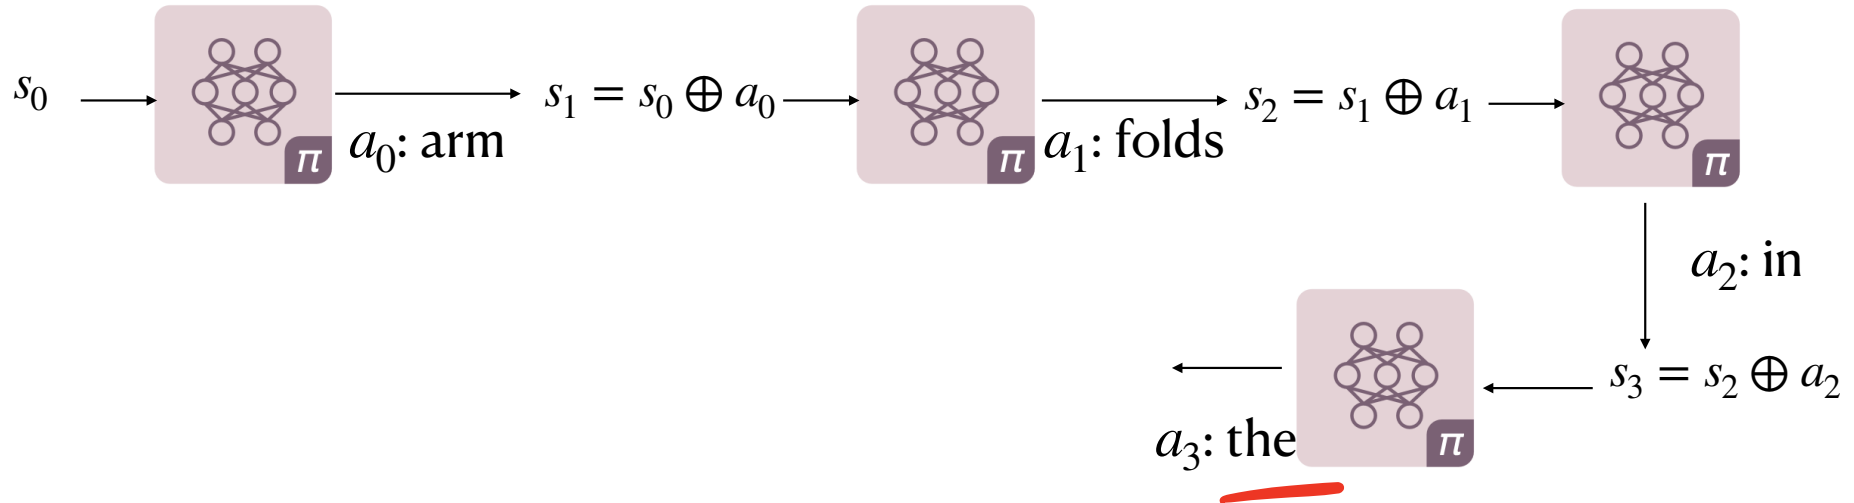 s₀
π
a₀: arm
s₁ = s₀ ⊕ a₀
π
a₁: folds
s₂ = s₁ ⊕ a₁
π
a₂: in
s₃ = s₂ ⊕ a₂
π
a₃: the